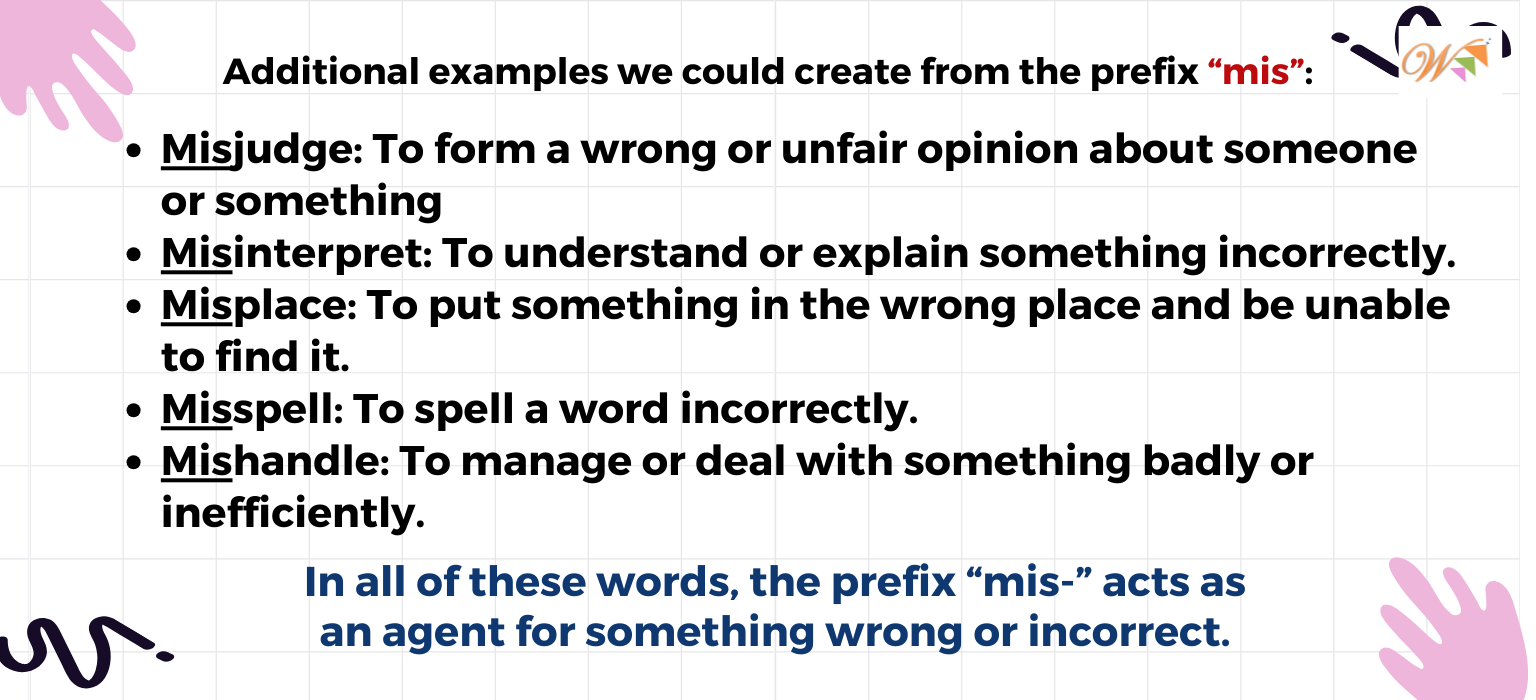 Additional examples we could create from the prefix “mis”:
• Misjudge: To form a wrong or unfair opinion about someone
or something
• Misinterpret: To understand or explain something incorrectly.
• Misplace: To put something in the wrong place and be unable
to find it.
• Misspell: To spell a word incorrectly.
• Mishandle: To manage or deal with something badly or
inefficiently.
In all of these words, the prefix “mis-” acts as
an agent for something wrong or incorrect.
W